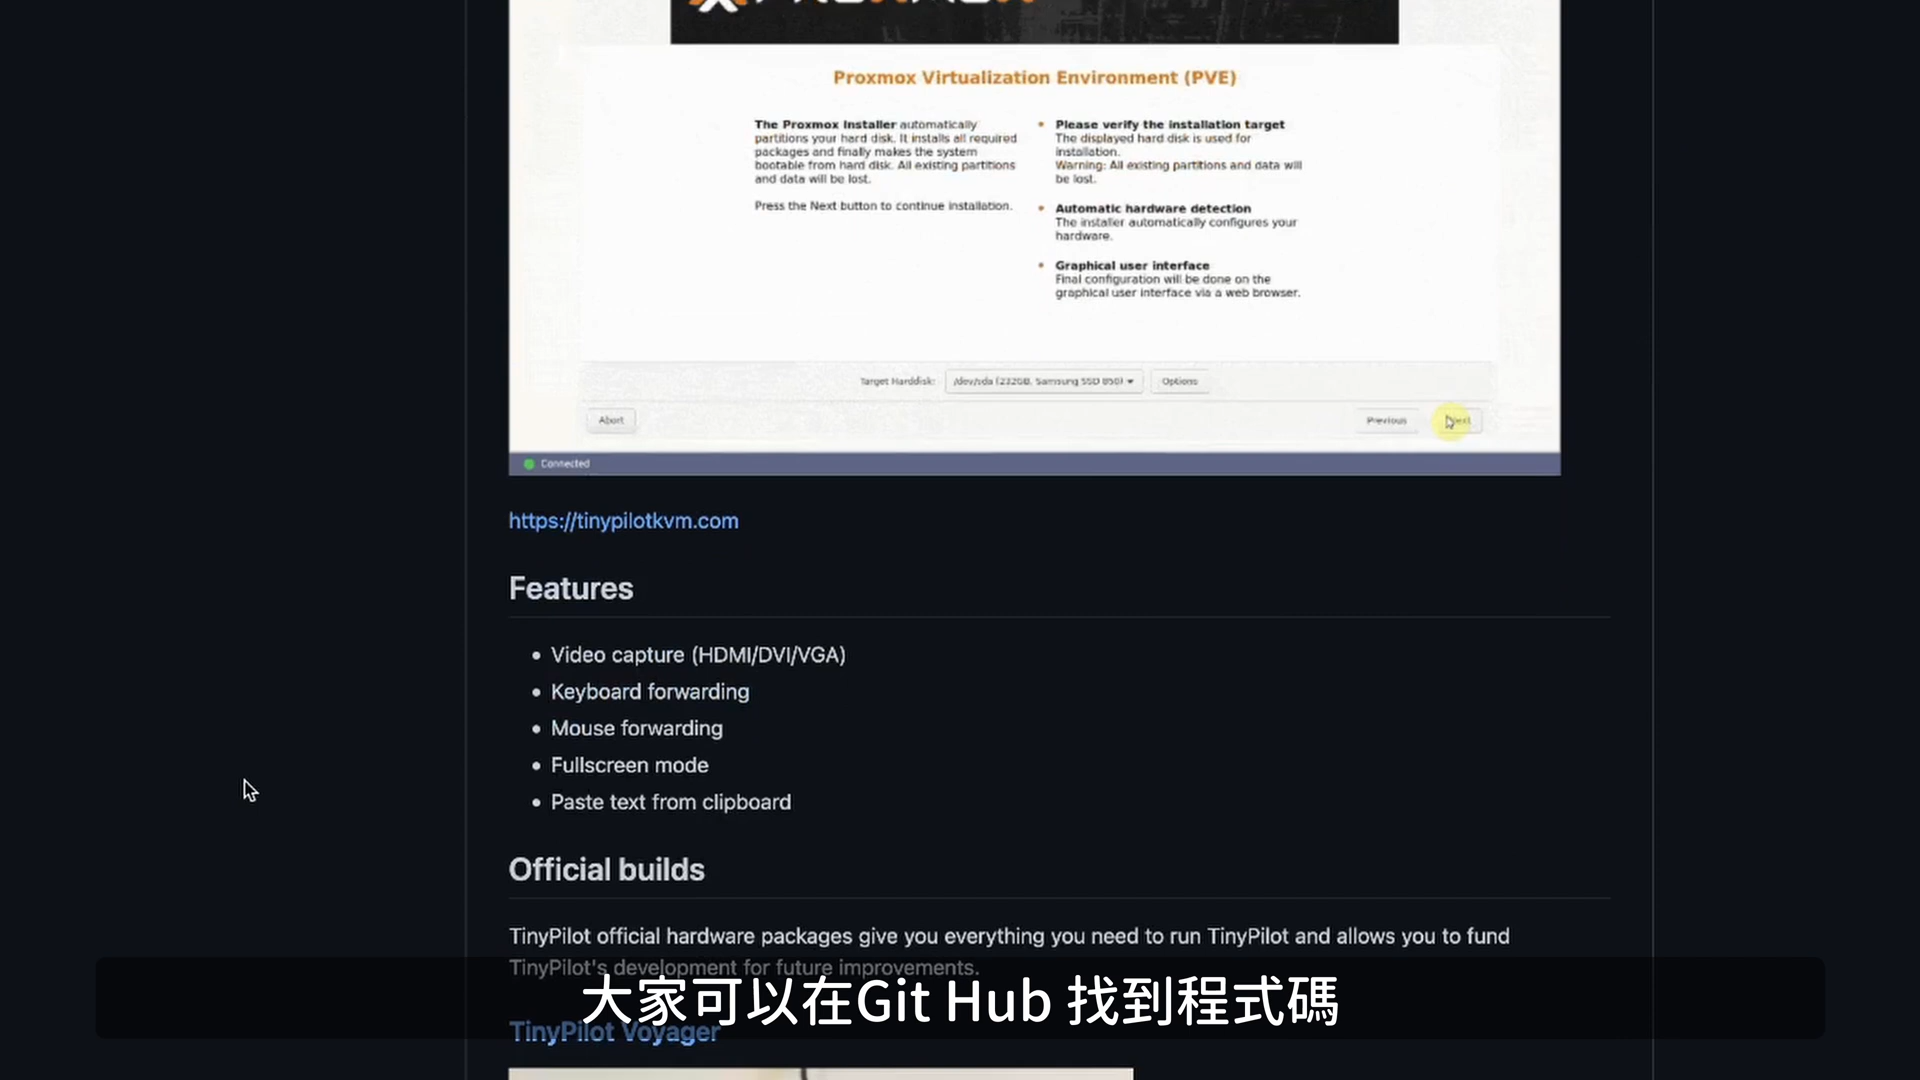 Proxmox Virtualization Environment (PVE)
The Proxmox Installer automatically
partitions your hard disk. It installs all required
packages and finally makes the system
bootable from hard disk. All existing partitions
and data will be lost.
Press the Next button to continue installation.
• Please verify the installation target
The displayed hard disk is used for
installation.
Warning: All existing partitions and data will
be lost.
• Automatic hardware detection
The installer automatically configures your
hardware.
• Graphical user interface
Final configuration will be done on the
graphical user interface via a web browser.
Target Harddisk: /dev/sda (232GB, Samsung SSD 850) Options
Abort Previous Next
Connected
https://tinypilotkvm.com
Features
• Video capture (HDMI/DVI/VGA)
• Keyboard forwarding
• Mouse forwarding
• Fullscreen mode
• Paste text from clipboard
Official builds
TinyPilot official hardware packages give you everything you need to run TinyPilot and allows you to fund
TinyPilot's development for future improvements.
大家可以在Git Hub 找到程式碼
TinyPilot Voyager